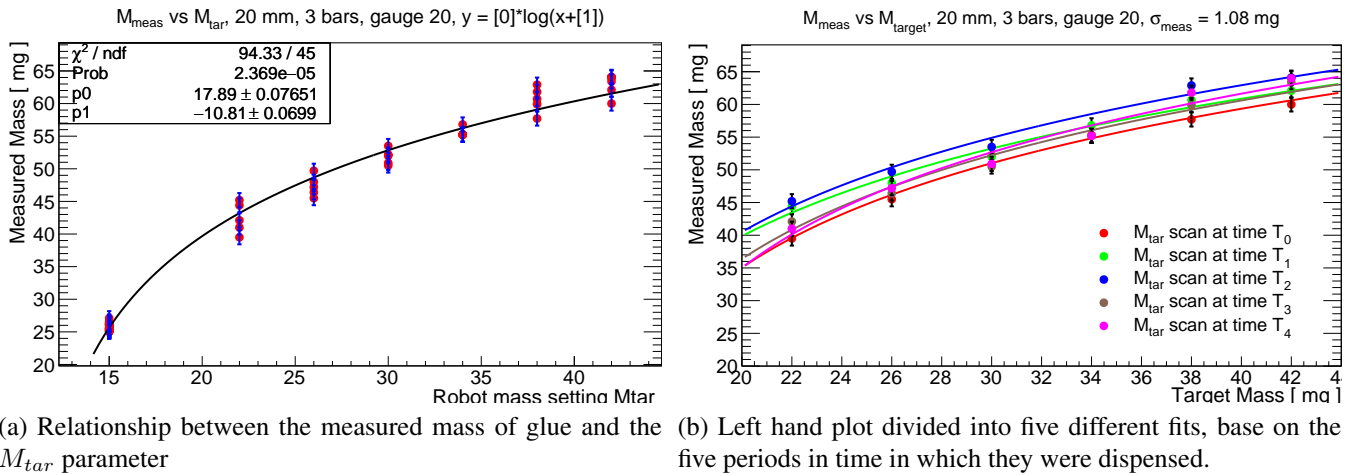 M_meas vs M_tar, 20 mm, 3 bars, gauge 20, y = [0]*log(x+[1])
χ² / ndf 94.33 / 45
Prob 2.369e−05
p0 17.89 ± 0.07651
p1 −10.81 ± 0.0699
Measured Mass [ mg ]
65
60
55
50
45
40
35
30
25
20
15 20 25 30 35 40
Robot mass setting Mtar
(a) Relationship between the measured mass of glue and the
M_tar parameter
M_meas vs M_target, 20 mm, 3 bars, gauge 20, σ_meas = 1.08 mg
Measured Mass [ mg ]
65
60
55
50
45
40
35
30
25
20
M_tar scan at time T_0
M_tar scan at time T_1
M_tar scan at time T_2
M_tar scan at time T_3
M_tar scan at time T_4
20 22 24 26 28 30 32 34 36 38 40 42
Target Mass [ mg ]
(b) Left hand plot divided into five different fits, base on the
five periods in time in which they were dispensed.